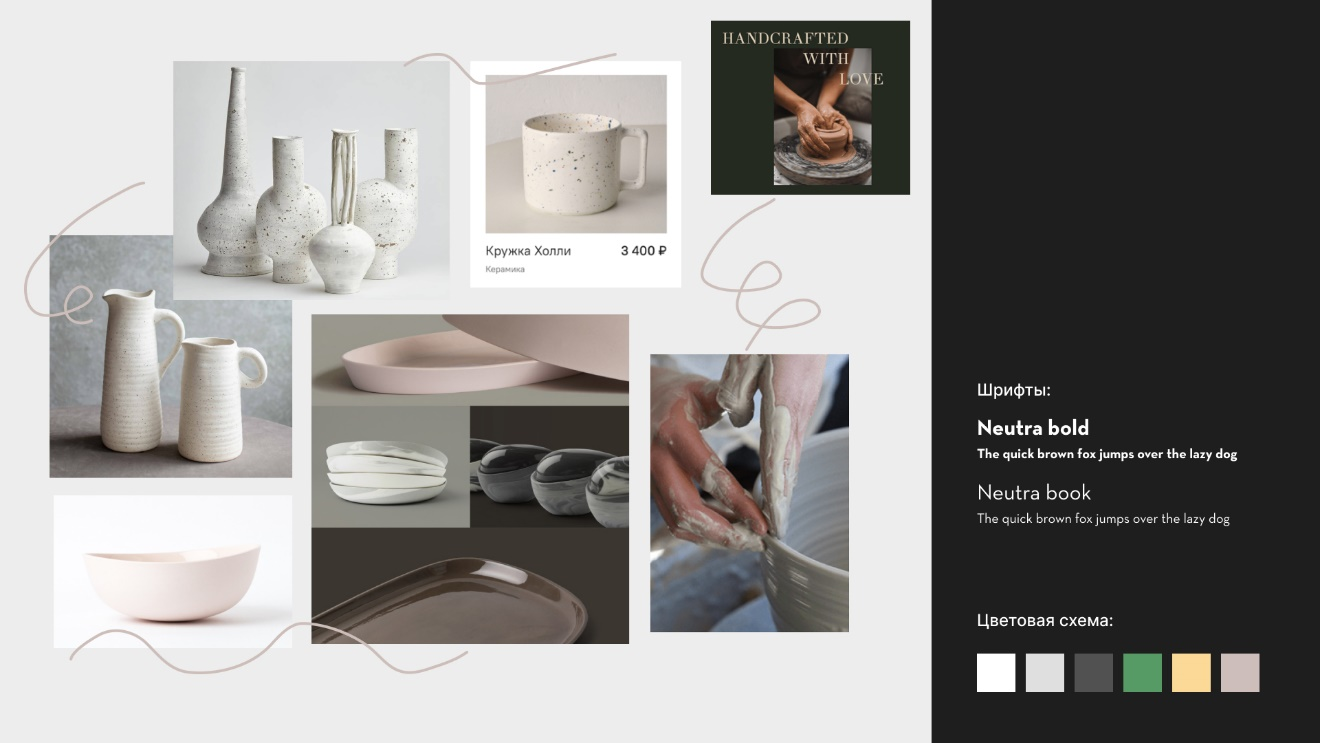 HANDCRAFTED
WITH
LOVE
Кружка Холли 3 400 ₽
Керамика
Шрифты:
Neutra bold
The quick brown fox jumps over the lazy dog
Neutra book
The quick brown fox jumps over the lazy dog
Цветовая схема: